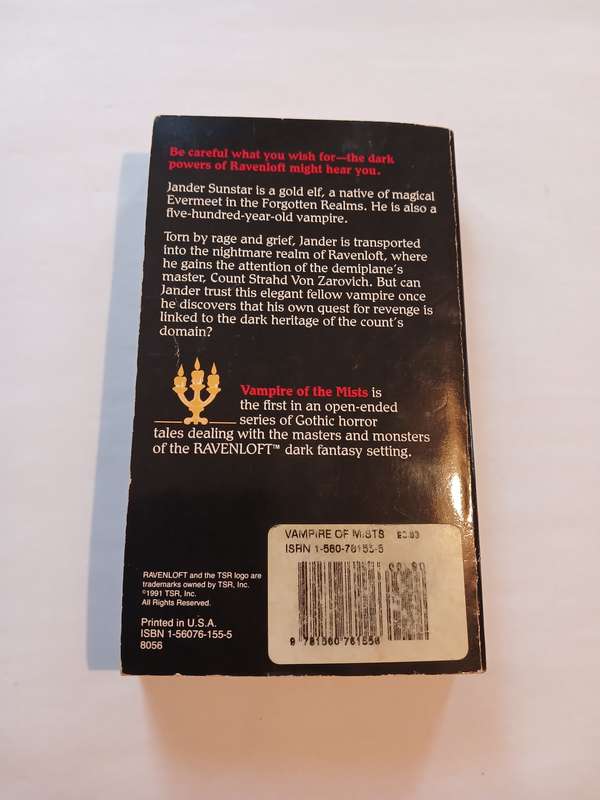 Be careful what you wish for—the dark
powers of Ravenloft might hear you.
Jander Sunstar is a gold elf, a native of magical
Evermeet in the Forgotten Realms. He is also a
five-hundred-year-old vampire.
Torn by rage and grief, Jander is transported
into the nightmare realm of Ravenloft, where
he gains the attention of the demiplane's
master, Count Strahd Von Zarovich. But can
Jander trust this elegant fellow vampire once
he discovers that his own quest for revenge is
linked to the dark heritage of the count's
domain?
Vampire of the Mists is
the first in an open-ended
series of Gothic horror
tales dealing with the masters and monsters
of the RAVENLOFT™ dark fantasy setting.
RAVENLOFT and the TSR logo are
trademarks owned by TSR, Inc.
©1991 TSR, Inc.
All Rights Reserved.
Printed in U.S.A.
ISBN 1-56076-155-5
8056
VAMPIRE OF MISTS
ISBN 1-560-76155-5
9 781560 761556